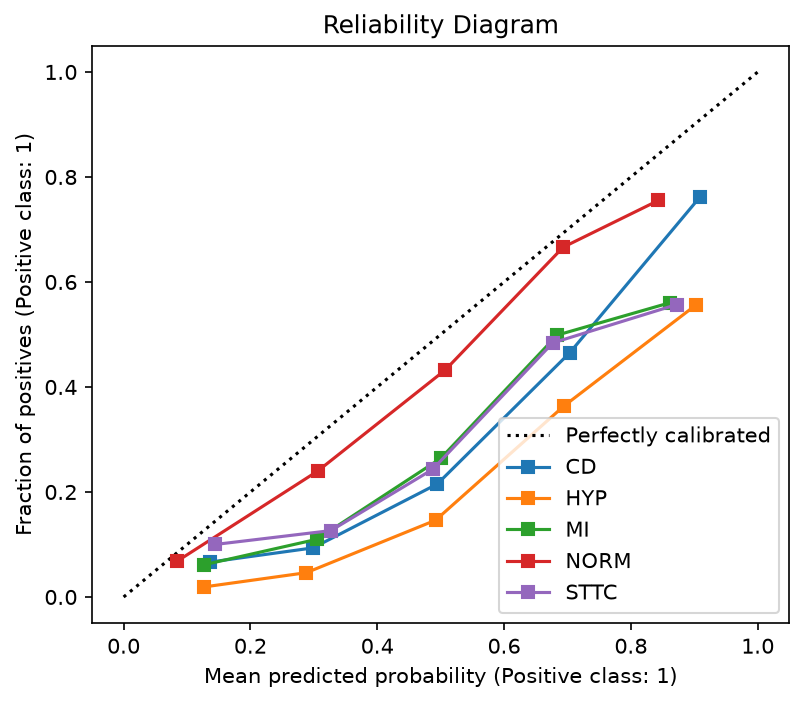 Reliability Diagram
Fraction of positives (Positive class: 1)
1.0
0.8
0.6
0.4
0.2
0.0
0.0 0.2 0.4 0.6 0.8 1.0
Mean predicted probability (Positive class: 1)
Perfectly calibrated
CD
HYP
MI
NORM
STTC